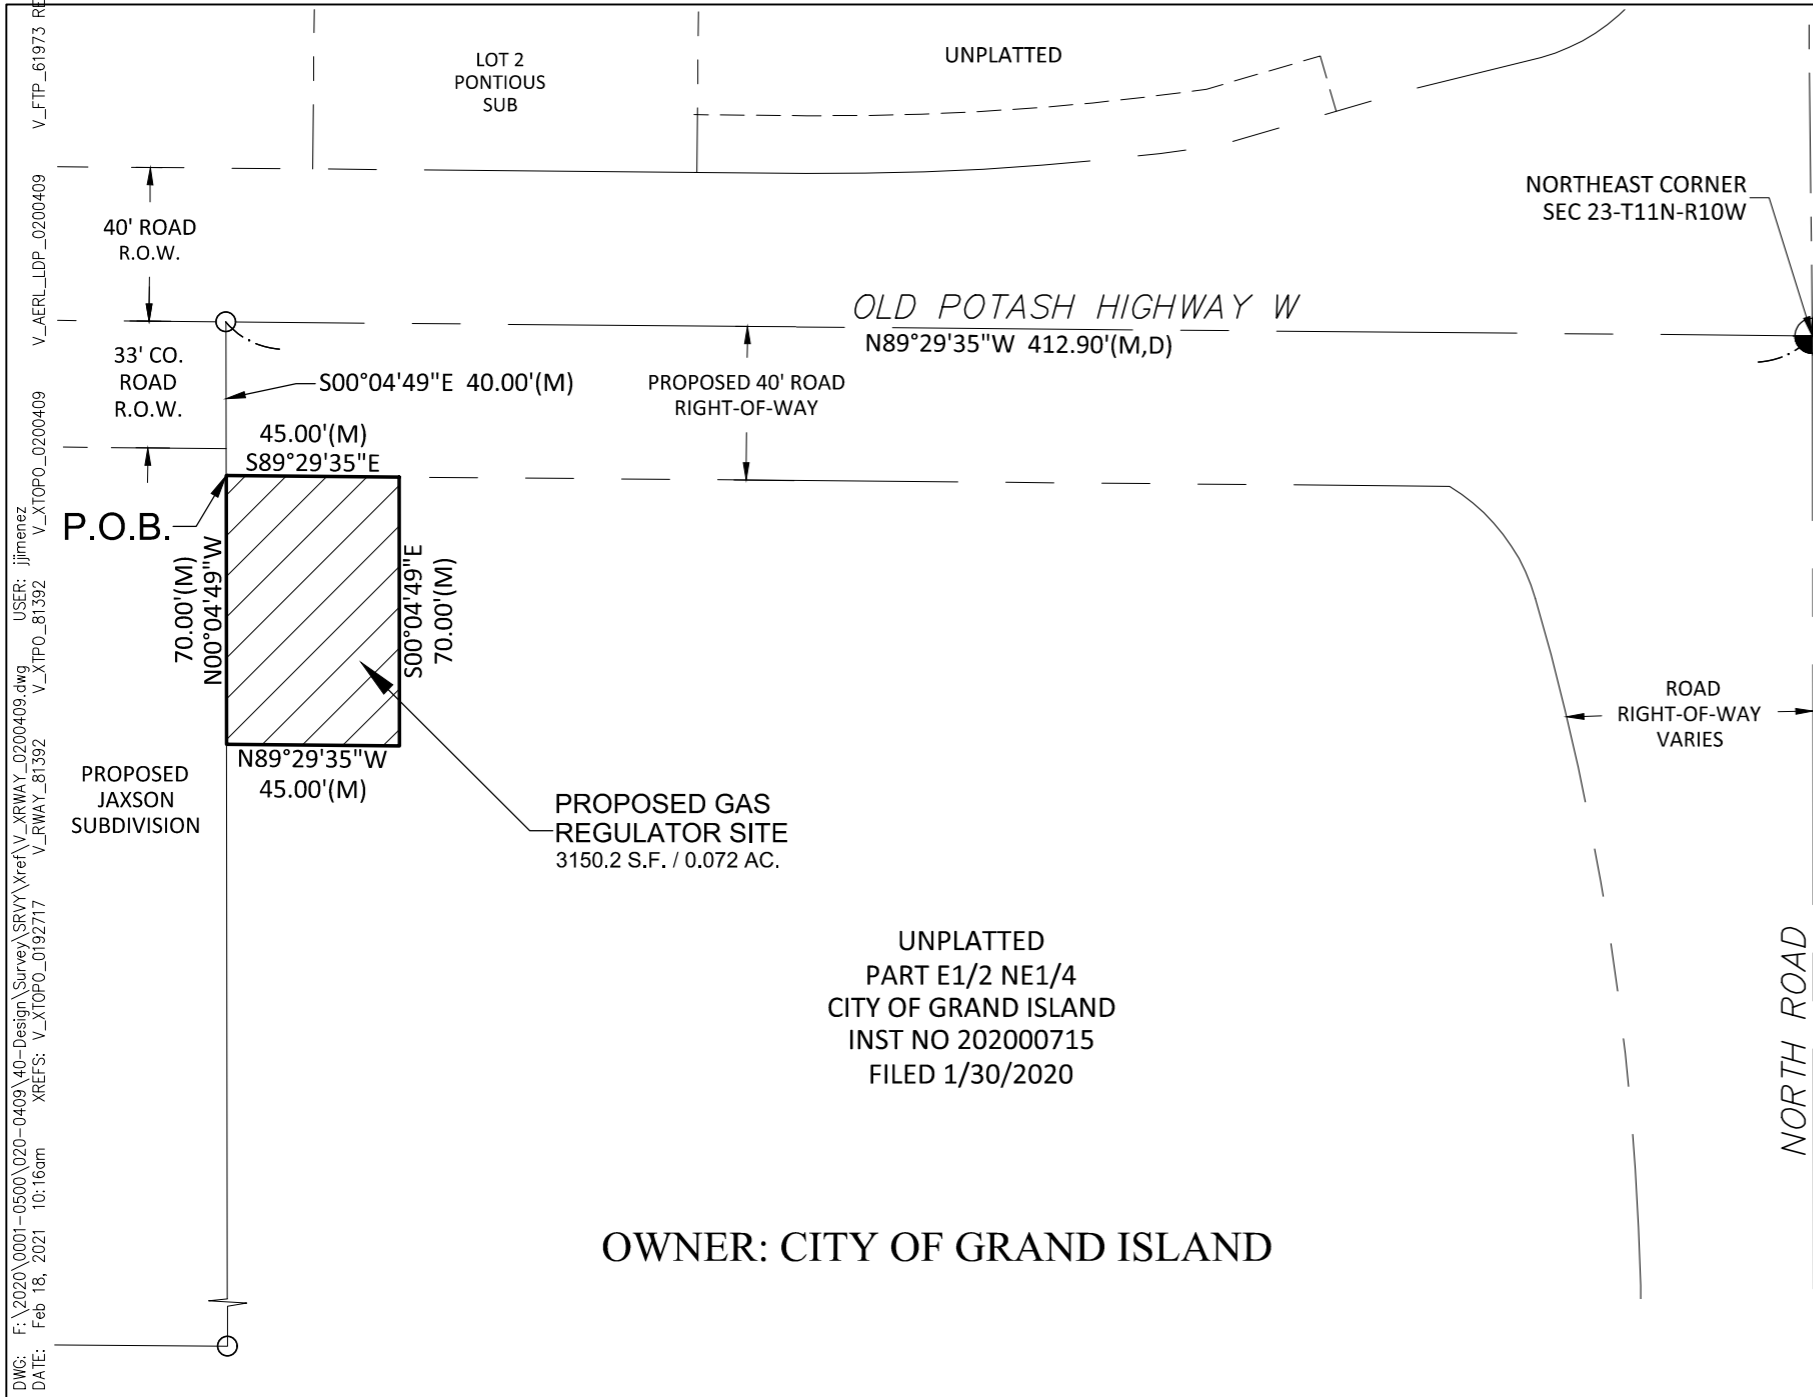 LOT 2
PONTIOUS
SUB
UNPLATTED
NORTHEAST CORNER
SEC 23-T11N-R10W
40' ROAD
R.O.W.
OLD POTASH HIGHWAY W
N89°29'35"W 412.90'(M,D)
33' CO.
ROAD
R.O.W.
S00°04'49"E 40.00'(M)
PROPOSED 40' ROAD
RIGHT-OF-WAY
45.00'(M)
S89°29'35"E
P.O.B.
70.00'(M)
N00°04'49"W
S00°04'49"E
70.00'(M)
N89°29'35"W
45.00'(M)
PROPOSED
JAXSON
SUBDIVISION
PROPOSED GAS
REGULATOR SITE
3150.2 S.F. / 0.072 AC.
ROAD
RIGHT-OF-WAY
VARIES
UNPLATTED
PART E1/2 NE1/4
CITY OF GRAND ISLAND
INST NO 202000715
FILED 1/30/2020
NORTH ROAD
OWNER: CITY OF GRAND ISLAND
DWG: F:\2020\0001-0500\020-0409\40-Design\Survey\SRVY\Xref\V_XRWAY_0200409.dwg USER: jjimenez
DATE: Feb 18, 2021 10:16am XREFS: V_XTOPO_0192717 V_RWAY_81392 V_XTPO_81392 V_XTOPO_0200409 V_AERL_LDP_0200409 V_FTP_61973